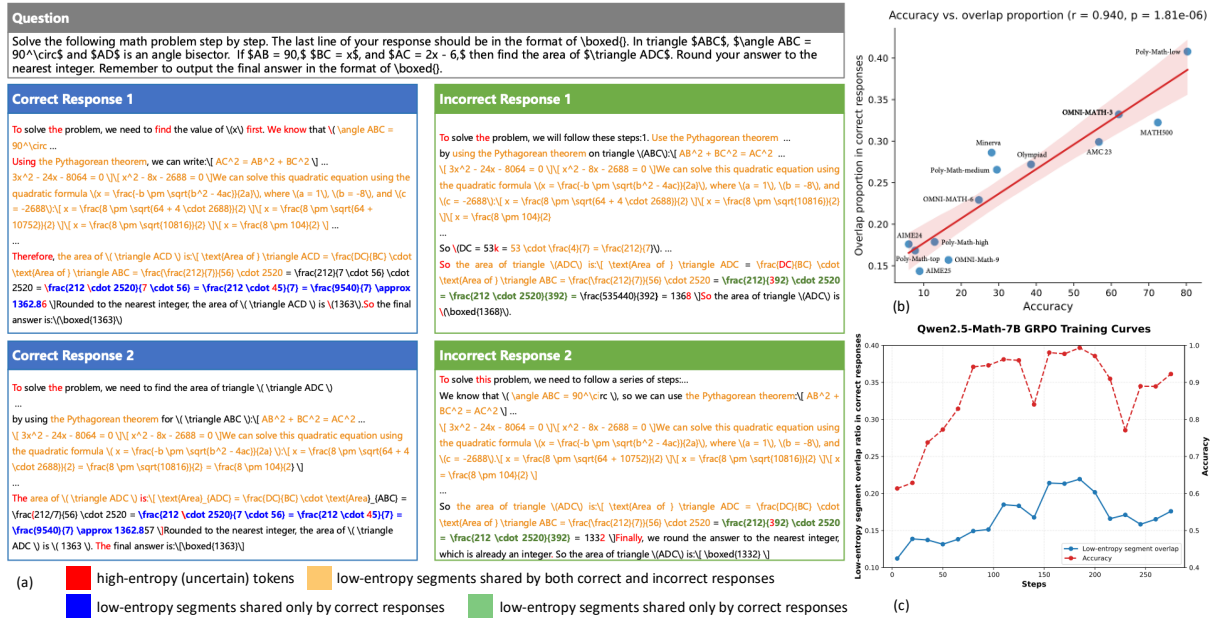 Question
Solve the following math problem step by step. The last line of your response should be in the format of \boxed{}. In triangle $ABC$, $\angle ABC =
90^\circ$ and $AD$ is an angle bisector. If $AB = 90,$ $BC = x$, and $AC = 2x - 6,$ then find the area of $\triangle ADC$. Round your answer to the
nearest integer. Remember to output the final answer in the format of \boxed{}.
Correct Response 1
To solve the problem, we need to find the value of \(x\) first. We know that \( \angle ABC =
90^\circ ...
Using the Pythagorean theorem, we can write:\[ AC^2 = AB^2 + BC^2 \] ...
3x^2 - 24x - 8064 = 0 \]\[ x^2 - 8x - 2688 = 0 \]We can solve this quadratic equation using the
quadratic formula \(x = \frac{-b \pm \sqrt{b^2 - 4ac}}{2a}\), where \(a = 1\), \(b = -8\), and \(c
= -2688\):\[ x = \frac{8 \pm \sqrt{64 + 4 \cdot 2688}}{2} \]\[ x = \frac{8 \pm \sqrt{64 +
10752}}{2} \]\[ x = \frac{8 \pm \sqrt{10816}}{2} \]\[ x = \frac{8 \pm 104}{2} \] ...
...
Therefore, the area of \( \triangle ACD \) is:\[ \text{Area of } \triangle ACD = \frac{DC}{BC} \cdot
\text{Area of } \triangle ABC = \frac{\frac{212}{7}}{56} \cdot 2520 = \frac{212}{7 \cdot 56} \cdot
2520 = \frac{212 \cdot 2520}{7 \cdot 56} = \frac{212 \cdot 45}{7} = \frac{9540}{7} \approx
1362.86 \]Rounded to the nearest integer, the area of \( \triangle ACD \) is \(1363\).So the final
answer is:\(\boxed{1363}\)
Incorrect Response 1
To solve the problem, we will follow these steps:1. Use the Pythagorean theorem ...
by using the Pythagorean theorem on triangle \(ABC\):\[ AB^2 + BC^2 = AC^2 ...
\[ 3x^2 - 24x - 8064 = 0 \]\[ x^2 - 8x - 2688 = 0 \]We can solve this quadratic equation using
the quadratic formula \(x = \frac{-b \pm \sqrt{b^2 - 4ac}}{2a}\), where \(a = 1\), \(b = -8\), and
\(c = -2688\):\[ x = \frac{8 \pm \sqrt{64 + 4 \cdot 2688}}{2} \]\[ x = \frac{8 \pm \sqrt{10816}}{2}
\]\[ x = \frac{8 \pm 104}{2}
...
So \(DC = 53k = 53 \cdot \frac{4}{7} = \frac{212}{7}\). ...
So the area of triangle \(ADC\) is:\[ \text{Area of } \triangle ADC = \frac{DC}{BC} \cdot
\text{Area of } \triangle ABC = \frac{\frac{212}{7}}{56} \cdot 2520 = \frac{212}{392} \cdot 2520
= \frac{212 \cdot 2520}{392} = \frac{535440}{392} = 1368 \]So the area of triangle \(ADC\) is
\(\boxed{1368}\).
Correct Response 2
To solve the problem, we need to find the area of triangle \( \triangle ADC \)
...
by using the Pythagorean theorem for \( \triangle ABC \):\[ AB^2 + BC^2 = AC^2 ...
\[ 3x^2 - 24x - 8064 = 0 \]\[ x^2 - 8x - 2688 = 0 \]We can solve this quadratic equation using
the quadratic formula \( x = \frac{-b \pm \sqrt{b^2 - 4ac}}{2a} \):\[ x = \frac{8 \pm \sqrt{64 + 4
\cdot 2688}}{2} = \frac{8 \pm \sqrt{10816}}{2} = \frac{8 \pm 104}{2} \]
...
The area of \( \triangle ADC \) is:\[ \text{Area}_{ADC} = \frac{DC}{BC} \cdot \text{Area}_{ABC} =
\frac{212/7}{56} \cdot 2520 = \frac{212 \cdot 2520}{7 \cdot 56} = \frac{212 \cdot 45}{7} =
\frac{9540}{7} \approx 1362.857 \]Rounded to the nearest integer, the area of \( \triangle
ADC \) is \( 1363 \). The final answer is:\[\boxed{1363}\]
Incorrect Response 2
To solve this problem, we need to follow a series of steps:...
We know that \( \angle ABC = 90^\circ \), so we can use the Pythagorean theorem:\[ AB^2 +
BC^2 = AC^2 \] ...
\[ 3x^2 - 24x - 8064 = 0 \]\[ x^2 - 8x - 2688 = 0 \]We can solve this quadratic equation using
the quadratic formula \(x = \frac{-b \pm \sqrt{b^2 - 4ac}}{2a}\), where \(a = 1\), \(b = -8\), and
\(c = -2688\).\[ x = \frac{8 \pm \sqrt{64 + 10752}}{2} \]\[ x = \frac{8 \pm \sqrt{10816}}{2} \]\[ x
= \frac{8 \pm 104}{2} \]
...
So the area of triangle \(ADC\) is:\[ \text{Area of } \triangle ADC = \frac{DC}{BC} \cdot
\text{Area of } \triangle ABC = \frac{\frac{212}{7}}{56} \cdot 2520 = \frac{212}{392} \cdot 2520
= \frac{212 \cdot 2520}{392} = 1332 \]Finally, we round the answer to the nearest integer,
which is already an integer. So the area of triangle \(ADC\) is:\[ \boxed{1332} \]
(a)
high-entropy (uncertain) tokens
low-entropy segments shared by both correct and incorrect responses
low-entropy segments shared only by correct responses
low-entropy segments shared only by correct responses
Accuracy vs. overlap proportion (r = 0.940, p = 1.81e-06)
Overlap proportion in correct responses
0.40
0.35
0.30
0.25
0.20
0.15
Poly-Math-low
OMNI-MATH-3
MATH500
AMC 23
Minerva
Olympiad
Poly-Math-medium
OMNI-MATH-6
AIME24
Poly-Math-high
Poly-Math-top
OMNI-Math-9
AIME25
10
20
30
40
50
60
70
80
Accuracy
(b)
Qwen2.5-Math-7B GRPO Training Curves
Low-entropy segment overlap ratio in correct responses
0.40
0.35
0.30
0.25
0.20
0.15
0.10
1.0
0.9
0.8
0.7
0.6
0.5
0.4
Accuracy
Low-entropy segment overlap
Accuracy
0
50
100
150
200
250
Steps
(c)